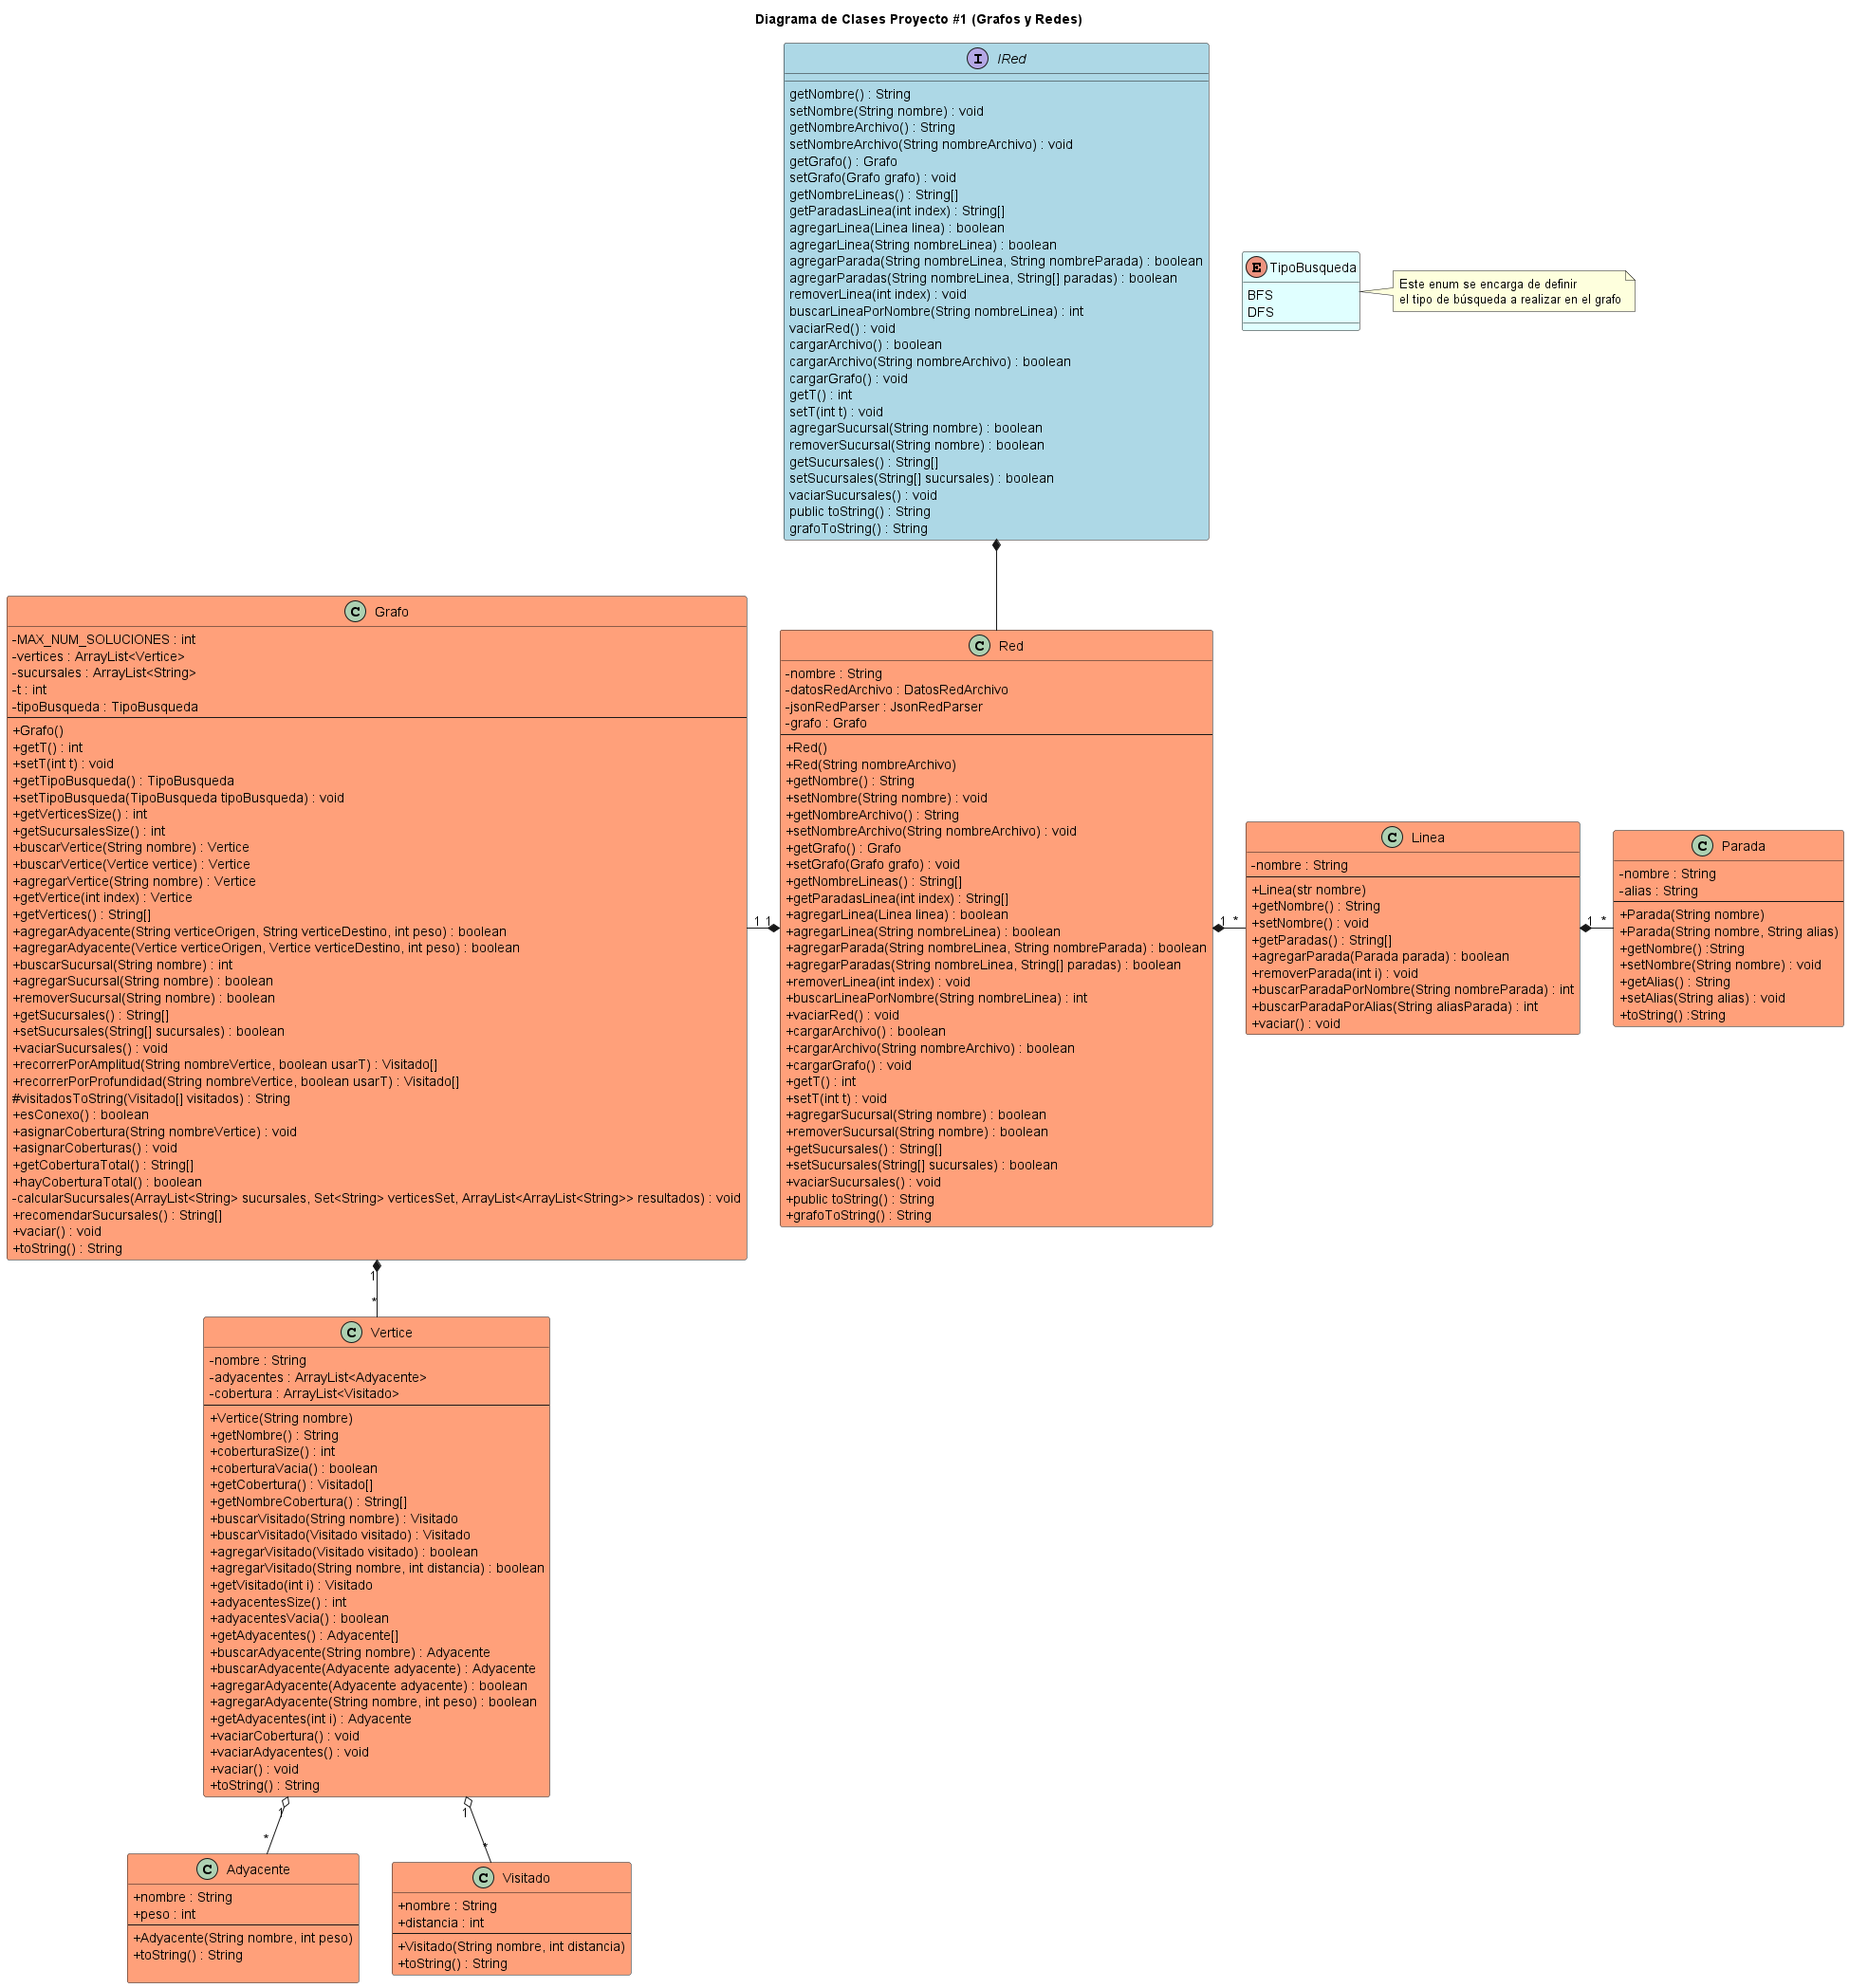 Diagrama de Clases Proyecto #1 (Grafos y Redes)
I IRed
getNombre() : String
setNombre(String nombre) : void
getNombreArchivo() : String
setNombreArchivo(String nombreArchivo) : void
getGrafo() : Grafo
setGrafo(Grafo grafo) : void
getNombreLineas() : String[]
getParadasLinea(int index) : String[]
agregarLinea(Linea linea) : boolean
agregarLinea(String nombreLinea) : boolean
agregarParada(String nombreLinea, String nombreParada) : boolean
agregarParadas(String nombreLinea, String[] paradas) : boolean
removerLinea(int index) : void
buscarLineaPorNombre(String nombreLinea) : int
vaciarRed() : void
cargarArchivo() : boolean
cargarArchivo(String nombreArchivo) : boolean
cargarGrafo() : void
getT() : int
setT(int t) : void
agregarSucursal(String nombre) : boolean
removerSucursal(String nombre) : boolean
getSucursales() : String[]
setSucursales(String[] sucursales) : boolean
vaciarSucursales() : void
public toString() : String
grafoToString() : String
E TipoBusqueda
BFS
DFS
Este enum se encarga de definir
el tipo de búsqueda a realizar en el grafo
C Grafo
-MAX_NUM_SOLUCIONES : int
-vertices : ArrayList<Vertice>
-sucursales : ArrayList<String>
-t : int
-tipoBusqueda : TipoBusqueda
+Grafo()
+getT() : int
+setT(int t) : void
+getTipoBusqueda() : TipoBusqueda
+setTipoBusqueda(TipoBusqueda tipoBusqueda) : void
+getVerticesSize() : int
+getSucursalesSize() : int
+buscarVertice(String nombre) : Vertice
+buscarVertice(Vertice vertice) : Vertice
+agregarVertice(String nombre) : Vertice
+getVertice(int index) : Vertice
+getVertices() : String[]
+agregarAdyacente(String verticeOrigen, String verticeDestino, int peso) : boolean
+agregarAdyacente(Vertice verticeOrigen, Vertice verticeDestino, int peso) : boolean
+buscarSucursal(String nombre) : int
+agregarSucursal(String nombre) : boolean
+removerSucursal(String nombre) : boolean
+getSucursales() : String[]
+setSucursales(String[] sucursales) : boolean
+vaciarSucursales() : void
+recorrerPorAmplitud(String nombreVertice, boolean usarT) : Visitado[]
+recorrerPorProfundidad(String nombreVertice, boolean usarT) : Visitado[]
#visitadosToString(Visitado[] visitados) : String
+esConexo() : boolean
+asignarCobertura(String nombreVertice) : void
+asignarCoberturas() : void
+getCoberturaTotal() : String[]
+hayCoberturaTotal() : boolean
-calcularSucursales(ArrayList<String> sucursales, Set<String> verticesSet, ArrayList<ArrayList<String>> resultados) : void
+recomendarSucursales() : String[]
+vaciar() : void
+toString() : String
1 1
C Red
-nombre : String
-datosRedArchivo : DatosRedArchivo
-jsonRedParser : JsonRedParser
-grafo : Grafo
+Red()
+Red(String nombreArchivo)
+getNombre() : String
+setNombre(String nombre) : void
+getNombreArchivo() : String
+setNombreArchivo(String nombreArchivo) : void
+getGrafo() : Grafo
+setGrafo(Grafo grafo) : void
+getNombreLineas() : String[]
+getParadasLinea(int index) : String[]
+agregarLinea(Linea linea) : boolean
+agregarLinea(String nombreLinea) : boolean
+agregarParada(String nombreLinea, String nombreParada) : boolean
+agregarParadas(String nombreLinea, String[] paradas) : boolean
+removerLinea(int index) : void
+buscarLineaPorNombre(String nombreLinea) : int
+vaciarRed() : void
+cargarArchivo() : boolean
+cargarArchivo(String nombreArchivo) : boolean
+cargarGrafo() : void
+getT() : int
+setT(int t) : void
+agregarSucursal(String nombre) : boolean
+removerSucursal(String nombre) : boolean
+getSucursales() : String[]
+setSucursales(String[] sucursales) : boolean
+vaciarSucursales() : void
+public toString() : String
+grafoToString() : String
1 *
C Linea
-nombre : String
+Linea(str nombre)
+getNombre() : String
+setNombre() : void
+getParadas() : String[]
+agregarParada(Parada parada) : boolean
+removerParada(int i) : void
+buscarParadaPorNombre(String nombreParada) : int
+buscarParadaPorAlias(String aliasParada) : int
+vaciar() : void
1 *
C Parada
-nombre : String
-alias : String
+Parada(String nombre)
+Parada(String nombre, String alias)
+getNombre() :String
+setNombre(String nombre) : void
+getAlias() : String
+setAlias(String alias) : void
+toString() :String
1
*
C Vertice
-nombre : String
-adyacentes : ArrayList<Adyacente>
-cobertura : ArrayList<Visitado>
+Vertice(String nombre)
+getNombre() : String
+coberturaSize() : int
+coberturaVacia() : boolean
+getCobertura() : Visitado[]
+getNombreCobertura() : String[]
+buscarVisitado(String nombre) : Visitado
+buscarVisitado(Visitado visitado) : Visitado
+agregarVisitado(Visitado visitado) : boolean
+agregarVisitado(String nombre, int distancia) : boolean
+getVisitado(int i) : Visitado
+adyacentesSize() : int
+adyacentesVacia() : boolean
+getAdyacentes() : Adyacente[]
+buscarAdyacente(String nombre) : Adyacente
+buscarAdyacente(Adyacente adyacente) : Adyacente
+agregarAdyacente(Adyacente adyacente) : boolean
+agregarAdyacente(String nombre, int peso) : boolean
+getAdyacentes(int i) : Adyacente
+vaciarCobertura() : void
+vaciarAdyacentes() : void
+vaciar() : void
+toString() : String
1 1
* *
C Adyacente
+nombre : String
+peso : int
+Adyacente(String nombre, int peso)
+toString() : String
C Visitado
+nombre : String
+distancia : int
+Visitado(String nombre, int distancia)
+toString() : String